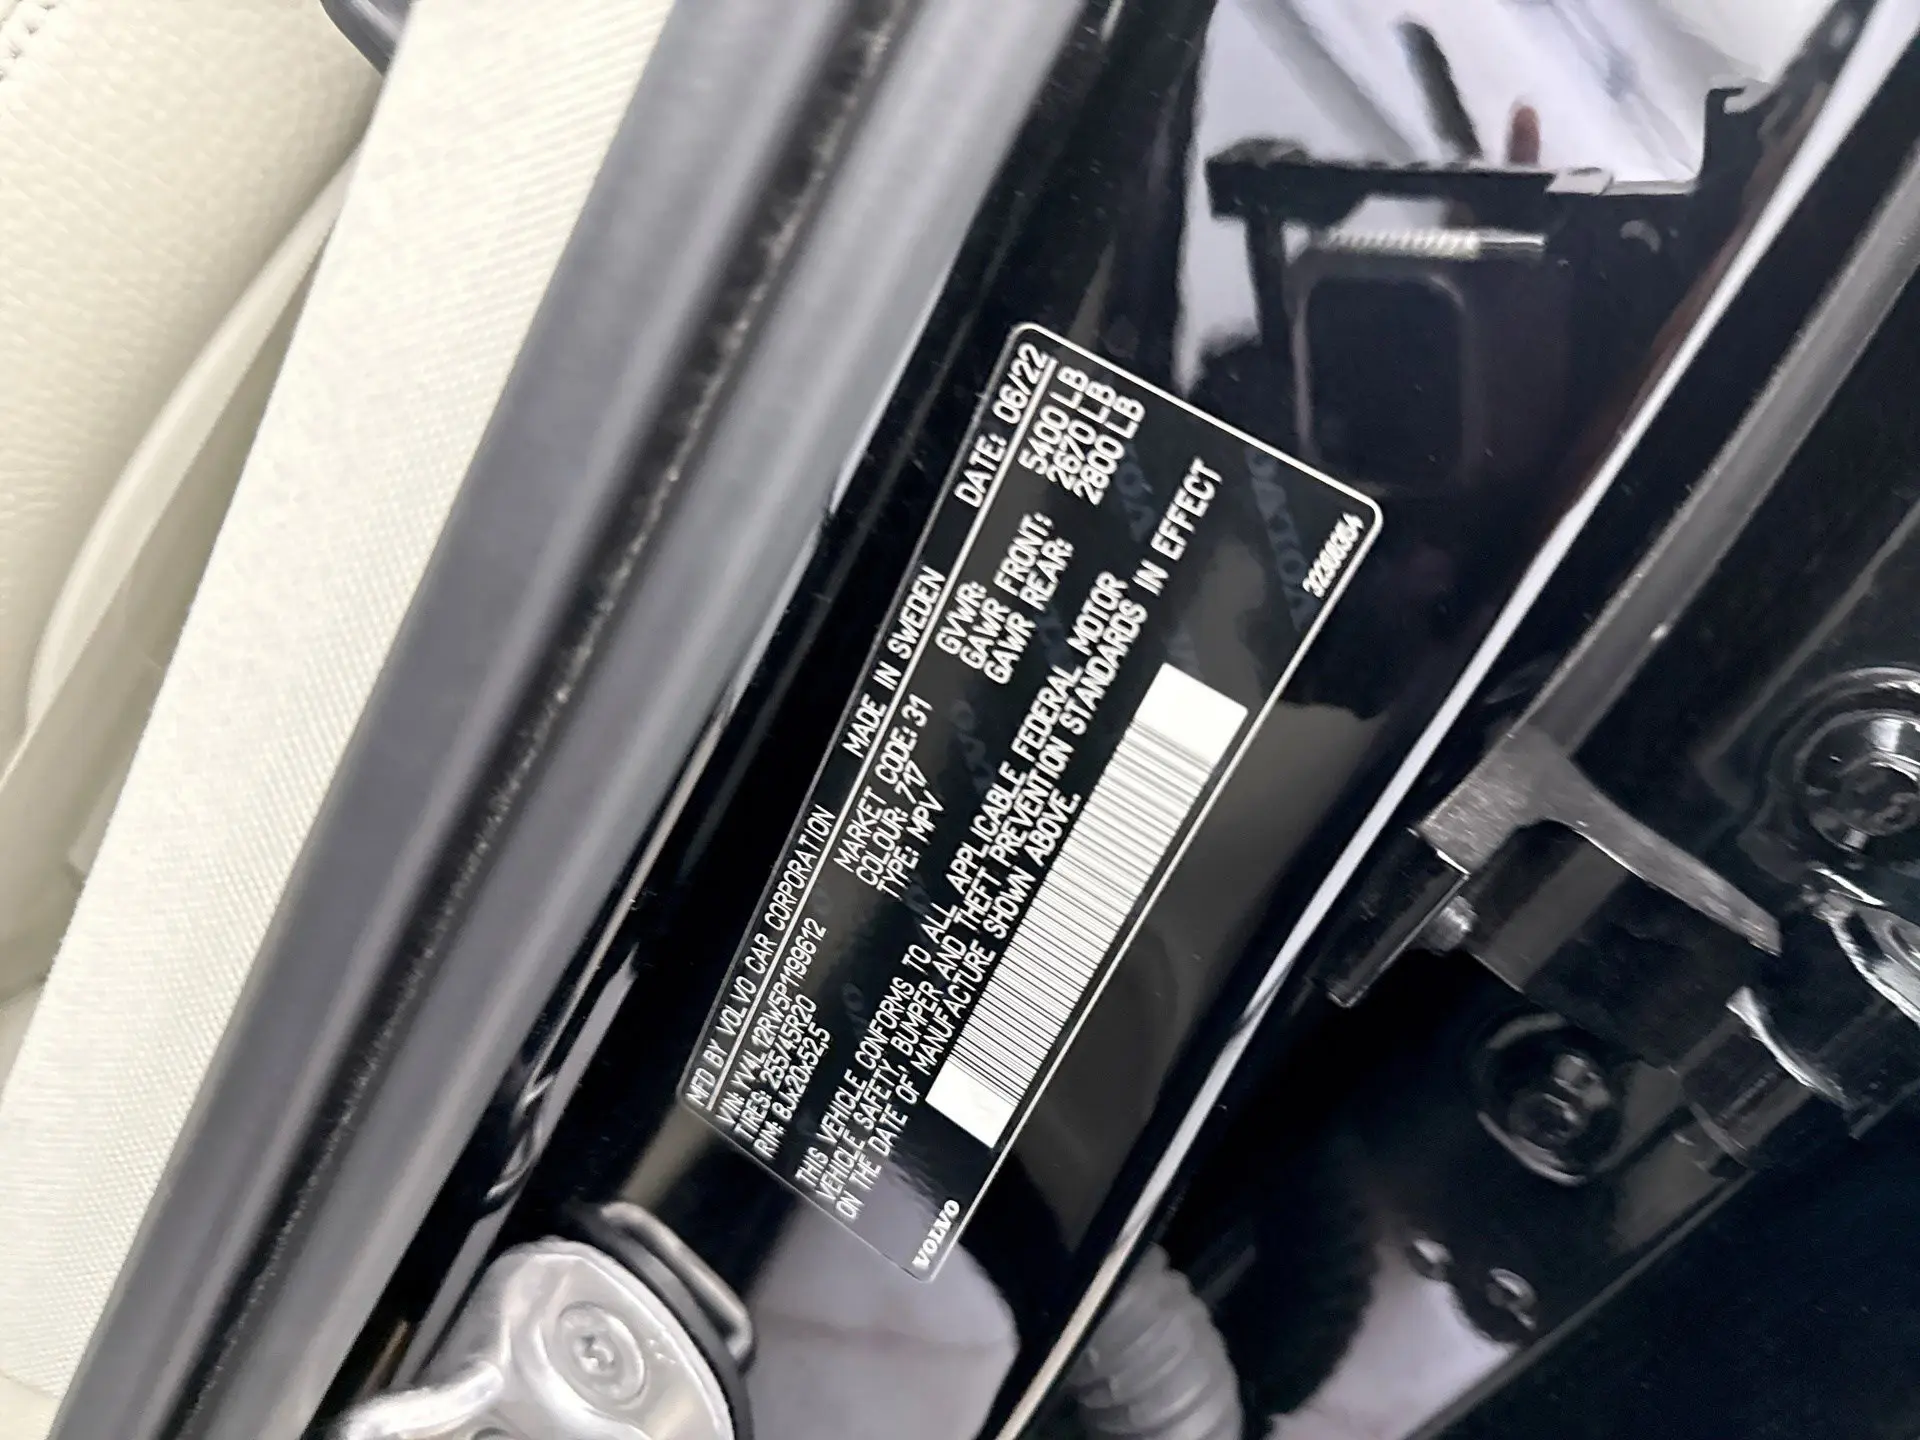 MFD BY VOLVO CAR CORPORATION MADE IN SWEDEN DATE: 06/22
VIN: YV4L12RW5P1199612 MARKET CODE: 31 GVWR: 5400 LB
TIRES: 255/45R20 COLOUR: 717 GAWR FRONT: 2670 LB
RIM: 8Jx20x52,5 TYPE: MPV GAWR REAR: 2800 LB
THIS VEHICLE CONFORMS TO ALL APPLICABLE FEDERAL MOTOR
VEHICLE SAFETY, BUMPER AND THEFT PREVENTION STANDARDS IN EFFECT
ON THE DATE OF MANUFACTURE SHOWN ABOVE.
VOLVO